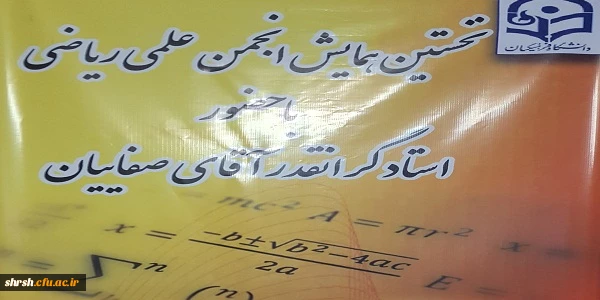 نخستین همایش انجمن علمی ریاضی
دانشگاه فرهنگیان
با حضور
استاد گرانقدر آقای صفاییان
mc² A = πr² x =
x = -b±√b²-4ac / 2a
E =
∑ n (n)
shrsh.cfu.ac.ir